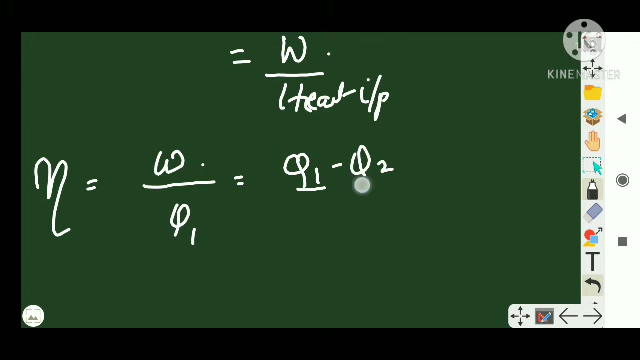 = W.
Heat i/p
η = W. / Q1 = Q1 - Q2
KINEMASTER
T